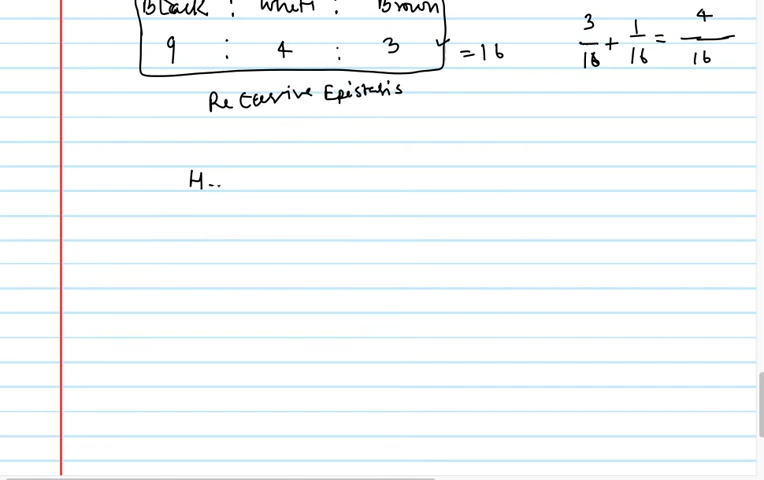 Black : White : Brown
9 : 4 : 3 = 16
3/16 + 1/16 = 4/16
Recessive Epistasis
H..